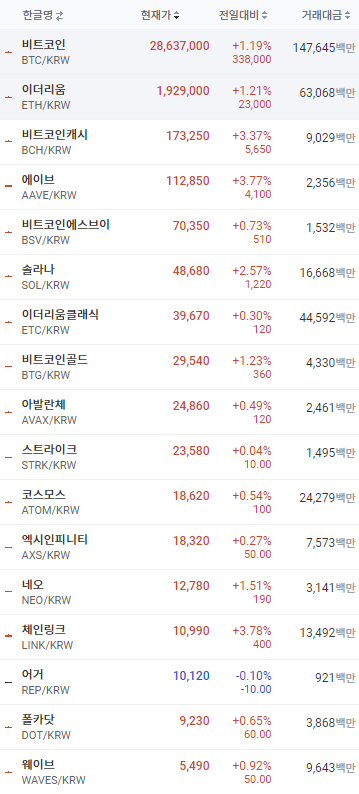 한글명 현재가 전일대비 거래대금
비트코인 28,637,000 +1.19% 147,645백만
BTC/KRW 338,000
이더리움 1,929,000 +1.21% 63,068백만
ETH/KRW 23,000
비트코인캐시 173,250 +3.37% 9,029백만
BCH/KRW 5,650
에이브 112,850 +3.77% 2,356백만
AAVE/KRW 4,100
비트코인에스브이 70,350 +0.73% 1,532백만
BSV/KRW 510
솔라나 48,680 +2.57% 16,668백만
SOL/KRW 1,220
이더리움클래식 39,670 +0.30% 44,592백만
ETC/KRW 120
비트코인골드 29,540 +1.23% 4,330백만
BTG/KRW 360
아발란체 24,860 +0.49% 2,461백만
AVAX/KRW 120
스트라이크 23,580 +0.04% 1,495백만
STRK/KRW 10.00
코스모스 18,620 +0.54% 24,279백만
ATOM/KRW 100
엑시인피니티 18,320 +0.27% 7,573백만
AXS/KRW 50.00
네오 12,780 +1.51% 3,141백만
NEO/KRW 190
체인링크 10,990 +3.78% 13,492백만
LINK/KRW 400
어거 10,120 -0.10% 921백만
REP/KRW -10.00
폴카닷 9,230 +0.65% 3,868백만
DOT/KRW 60.00
웨이브 5,490 +0.92% 9,643백만
WAVES/KRW 50.00